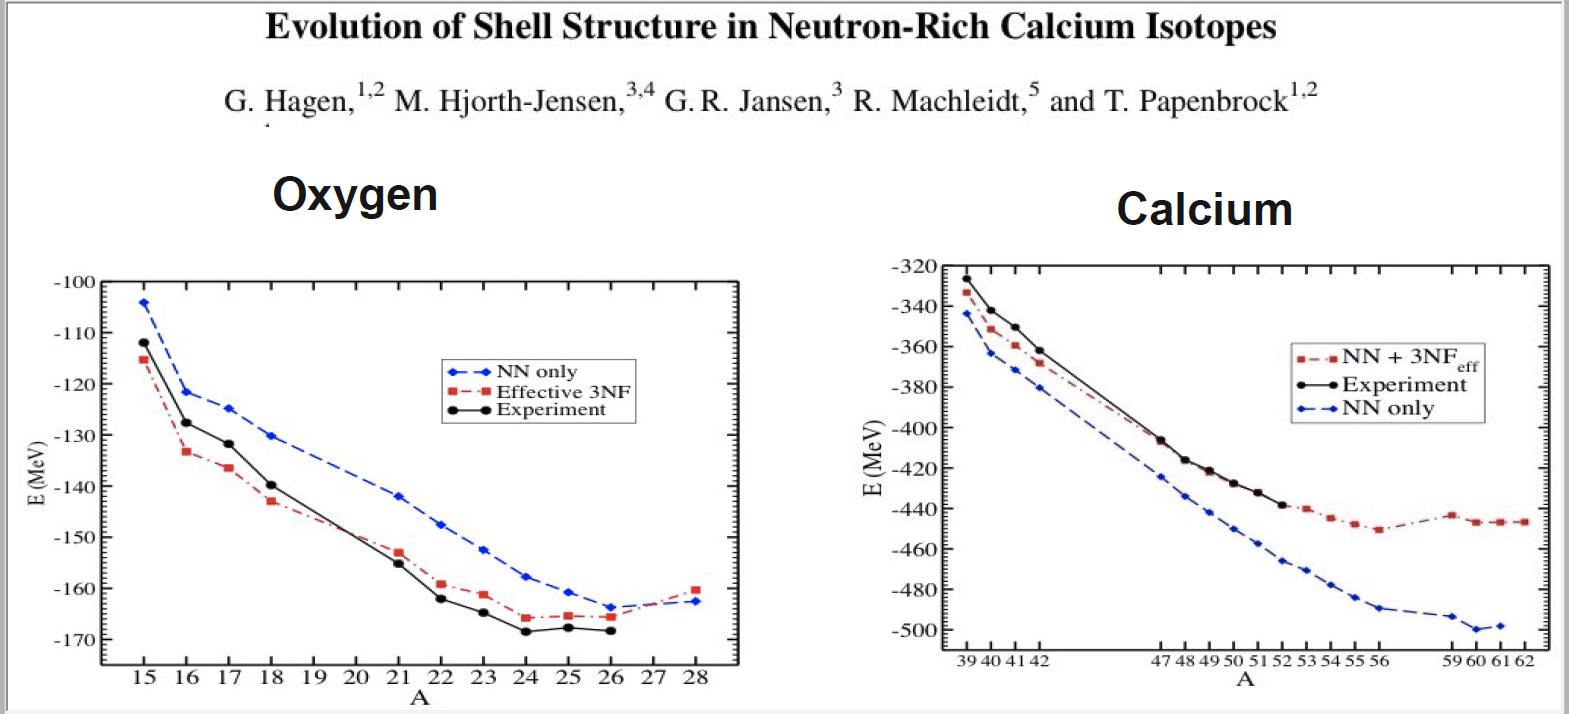 Evolution of Shell Structure in Neutron-Rich Calcium Isotopes
G. Hagen,1,2 M. Hjorth-Jensen,3,4 G. R. Jansen,3 R. Machleidt,5 and T. Papenbrock1,2
Oxygen
-100
-110
-120
-130
-140
-150
-160
-170
E (MeV)
NN only
Effective 3NF
Experiment
15 16 17 18 19 20 21 22 23 24 25 26 27 28
A
Calcium
-320
-340
-360
-380
-400
-420
-440
-460
-480
-500
E (MeV)
NN + 3NFeff
Experiment
NN only
39 40 41 42 47 48 49 50 51 52 53 54 55 56 59 60 61 62
A